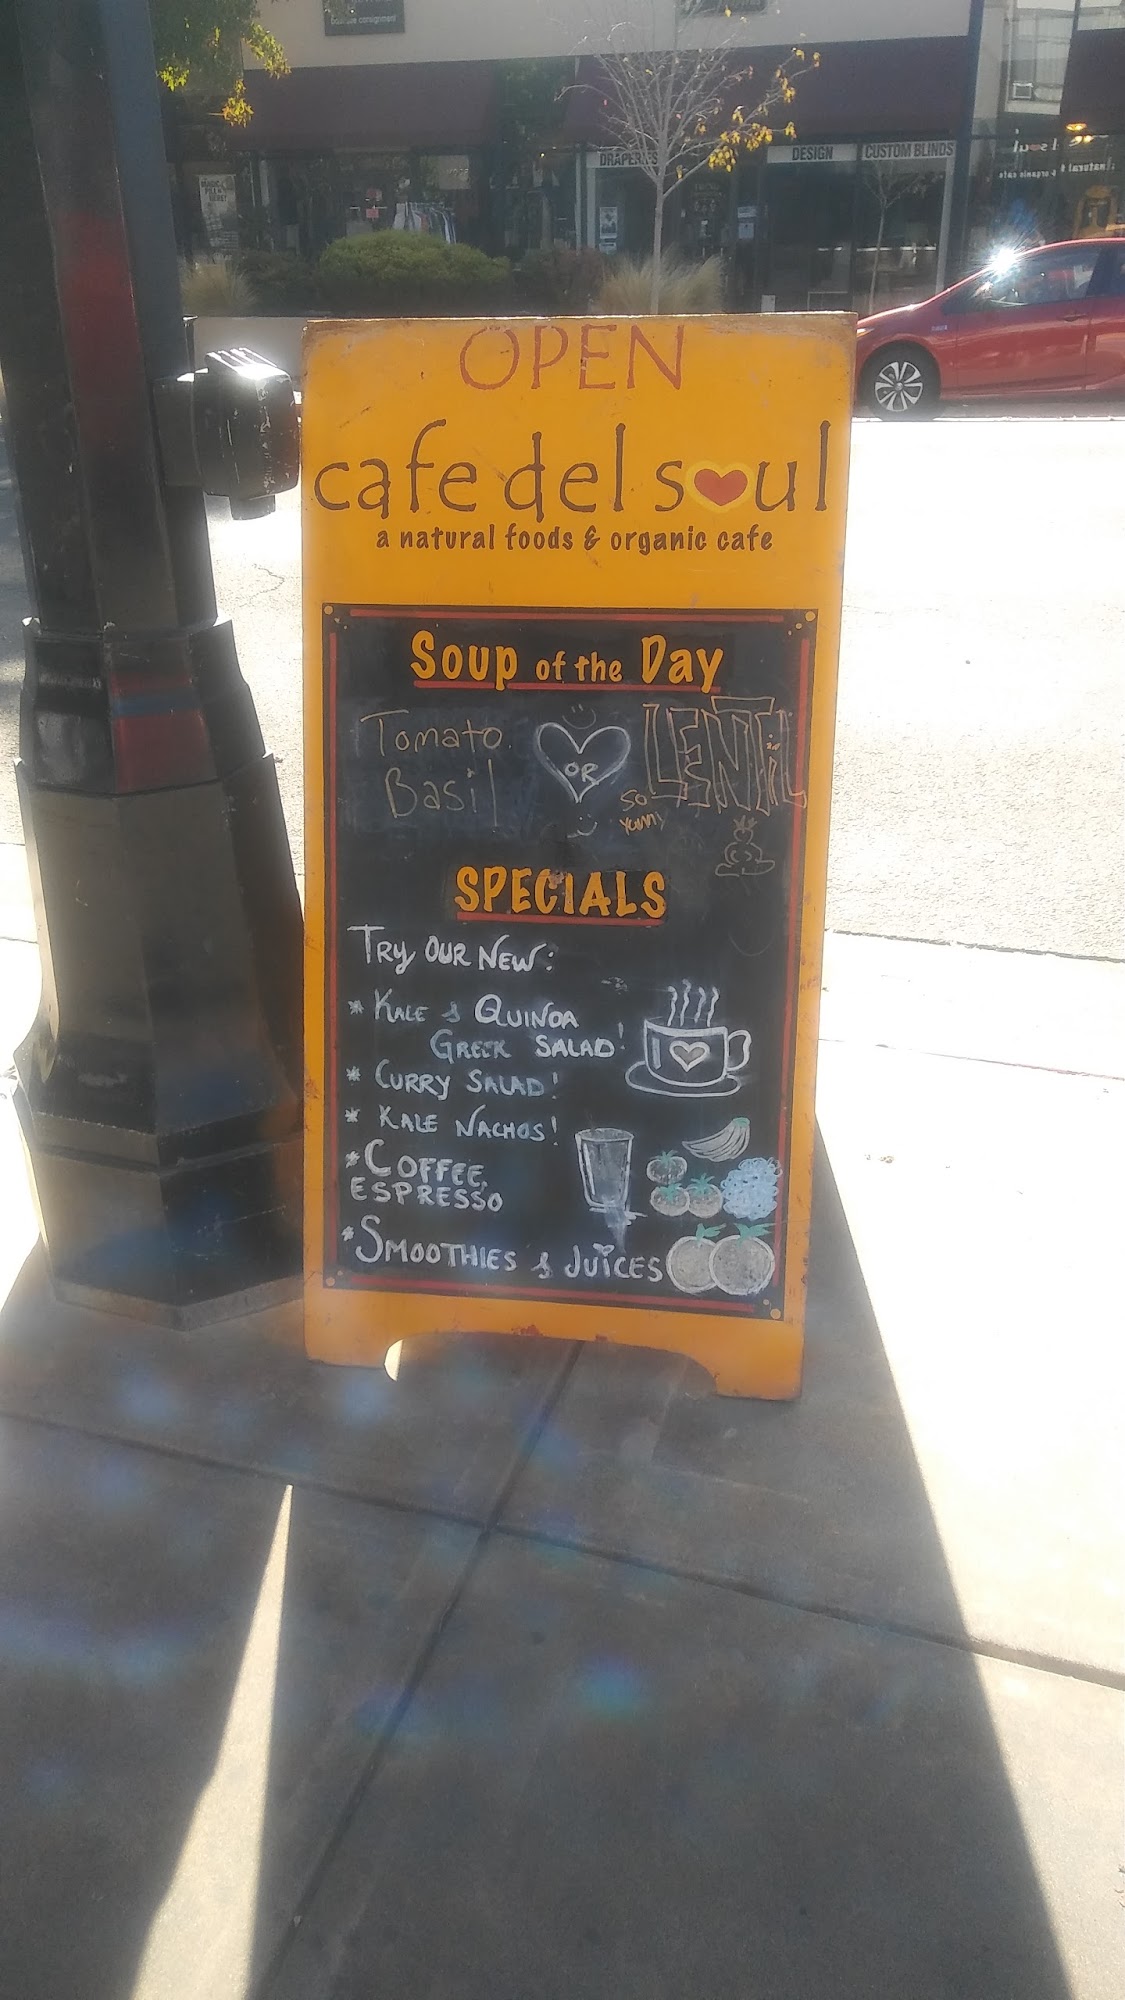 boutique consignment
DRAPERIES
DESIGN
CUSTOM BLINDS
OPEN
cafe del soul
a natural foods & organic cafe
Soup of the Day
Tomato
Basil
OR
LENTIL
SO
YUMMY
SPECIALS
TRY OUR NEW:
* KALE & QUINOA
GREEK SALAD!
* CURRY SALAD!
* KALE NACHOS!
* COFFEE,
ESPRESSO
* SMOOTHIES & JUICES